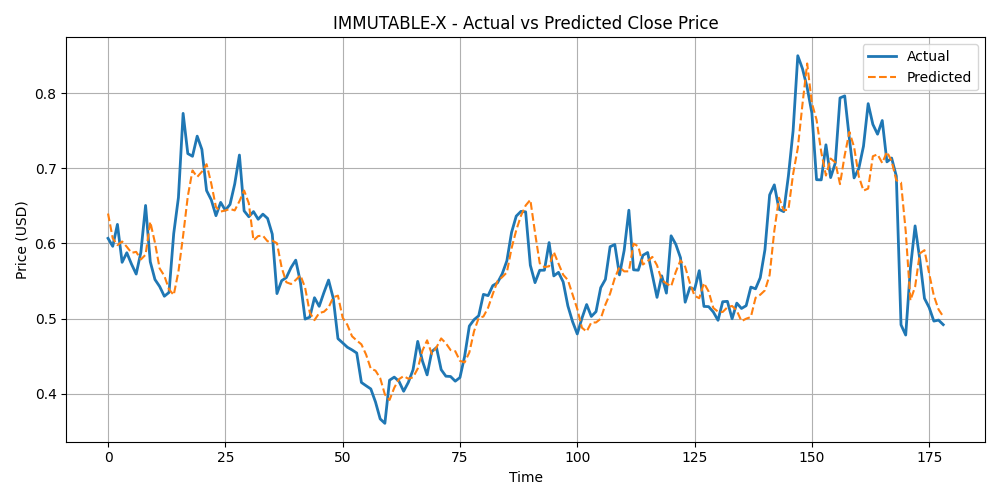 IMMUTABLE-X - Actual vs Predicted Close Price
Actual
Predicted
Price (USD)
0.8
0.7
0.6
0.5
0.4
0 25 50 75 100 125 150 175
Time